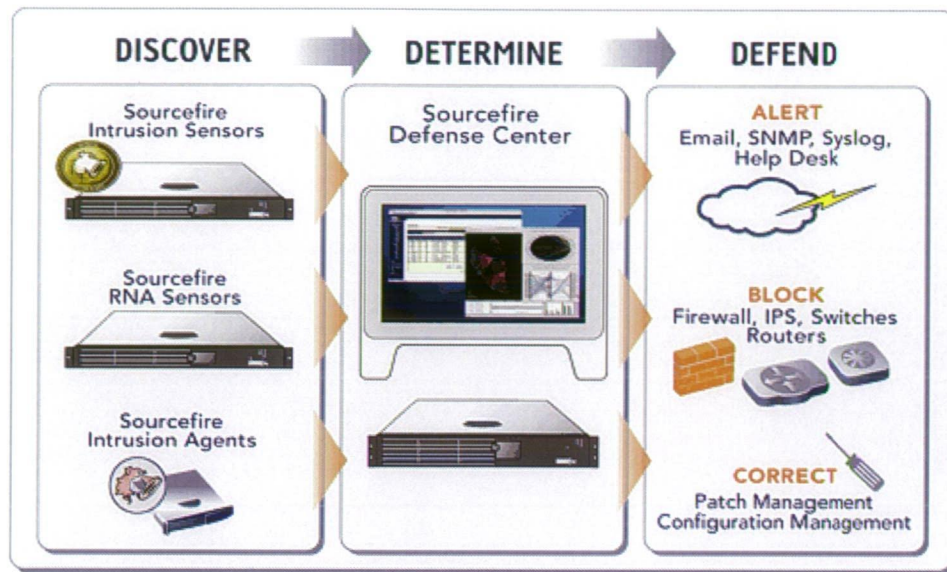 DISCOVER
DETERMINE
DEFEND
Sourcefire
Intrusion Sensors
Sourcefire
RNA Sensors
Sourcefire
Intrusion Agents
Sourcefire
Defense Center
ALERT
Email, SNMP, Syslog,
Help Desk
BLOCK
Firewall, IPS, Switches
Routers
CORRECT
Patch Management
Configuration Management